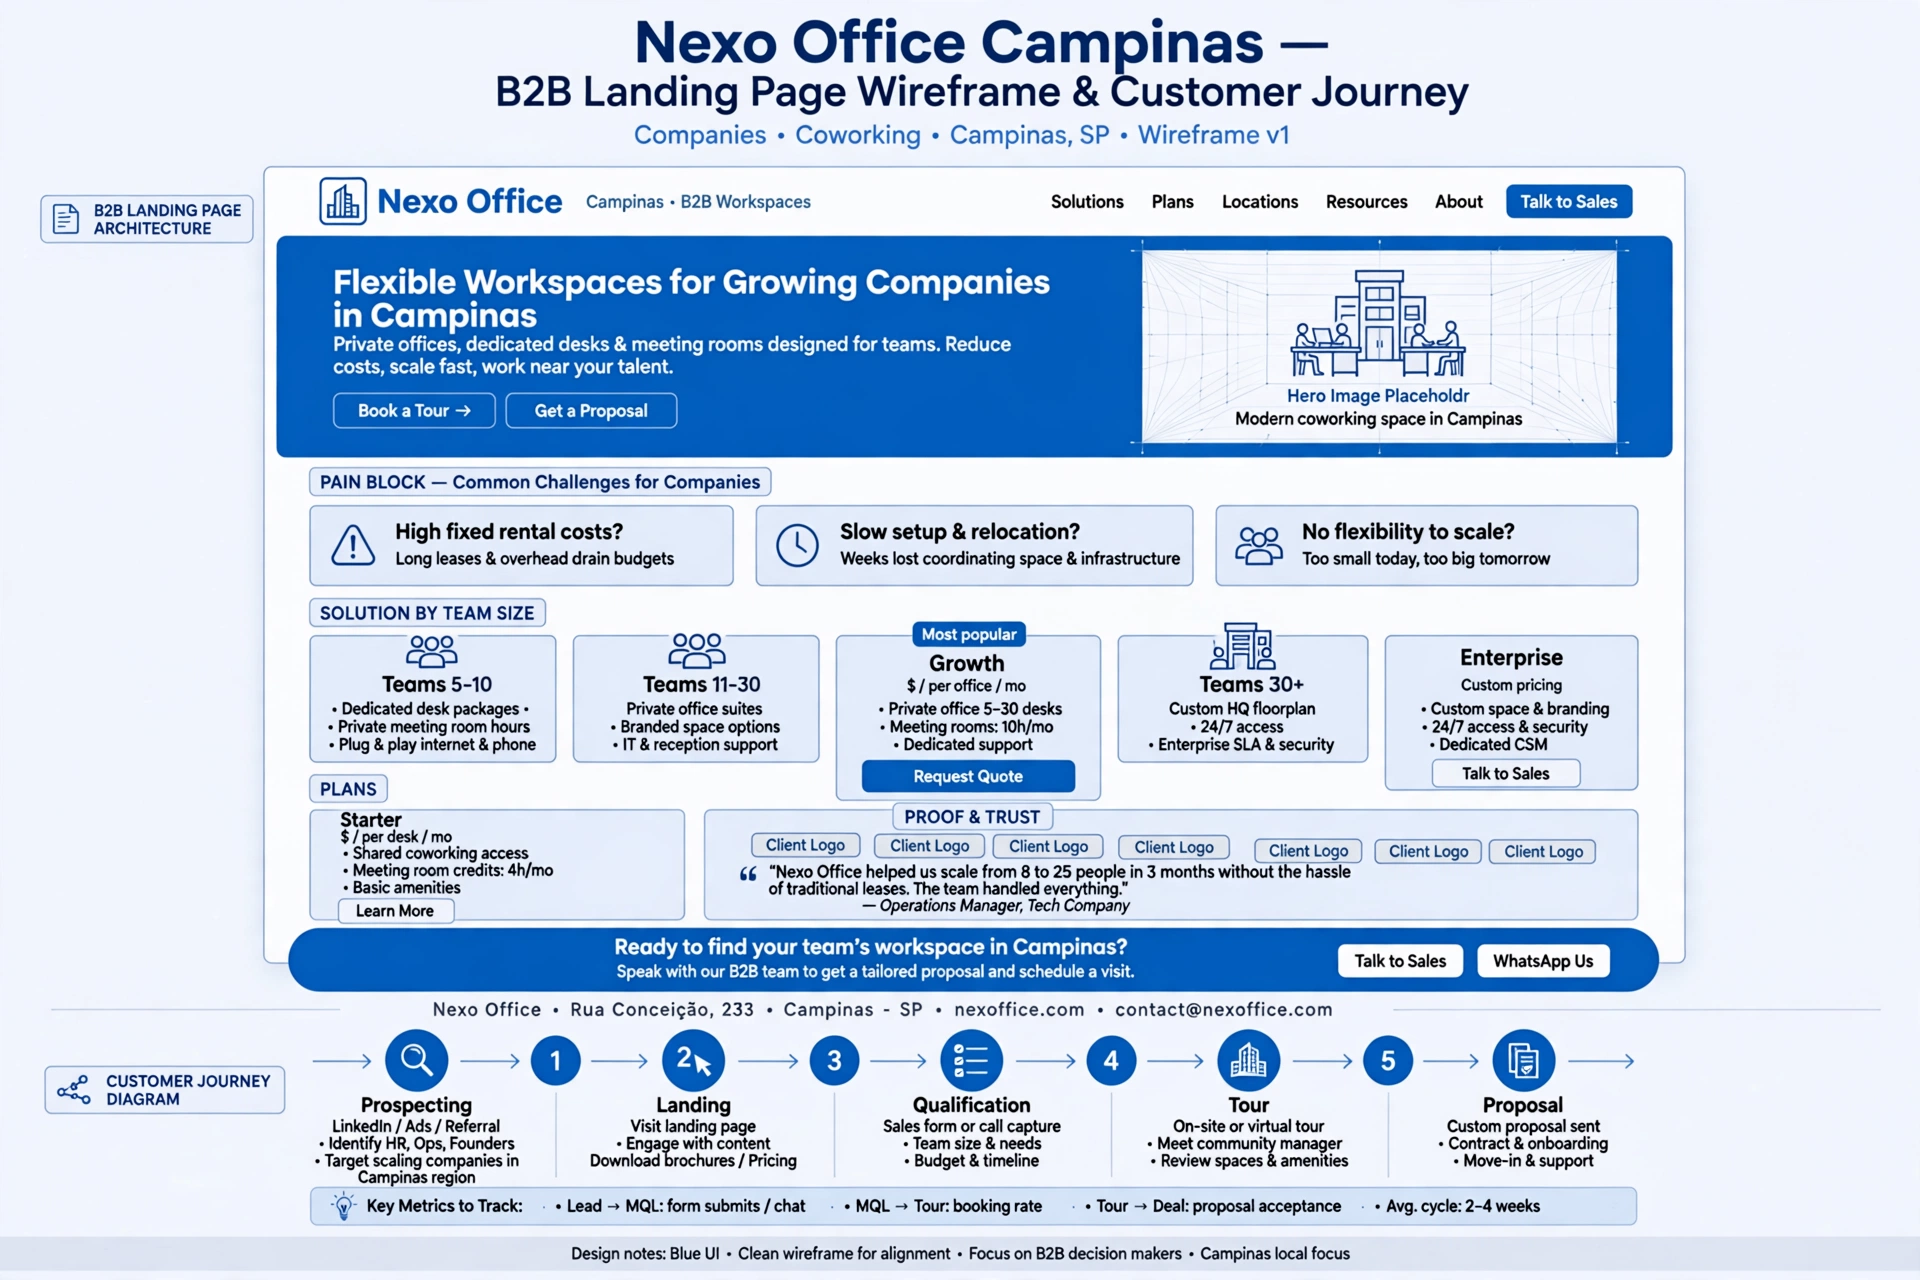 Nexo Office Campinas —
B2B Landing Page Wireframe & Customer Journey
Companies • Coworking • Campinas, SP • Wireframe v1
B2B LANDING PAGE
ARCHITECTURE
Nexo Office
Campinas • B2B Workspaces
Solutions
Plans
Locations
Resources
About
Talk to Sales
Flexible Workspaces for Growing Companies
in Campinas
Private offices, dedicated desks & meeting rooms designed for teams. Reduce
costs, scale fast, work near your talent.
Book a Tour →
Get a Proposal
Hero Image Placeholdr
Modern coworking space in Campinas
PAIN BLOCK — Common Challenges for Companies
High fixed rental costs?
Long leases & overhead drain budgets
Slow setup & relocation?
Weeks lost coordinating space & infrastructure
No flexibility to scale?
Too small today, too big tomorrow
SOLUTION BY TEAM SIZE
Teams 5–10
• Dedicated desk packages •
• Private meeting room hours
• Plug & play internet & phone
Teams 11–30
Private office suites
• Branded space options
• IT & reception support
Most popular
Growth
$ / per office / mo
• Private office 5–30 desks
• Meeting rooms: 10h/mo
• Dedicated support
Request Quote
Teams 30+
Custom HQ floorplan
• 24/7 access
• Enterprise SLA & security
Enterprise
Custom pricing
• Custom space & branding
• 24/7 access & security
• Dedicated CSM
Talk to Sales
PLANS
Starter
$ / per desk / mo
• Shared coworking access
• Meeting room credits: 4h/mo
• Basic amenities
Learn More
PROOF & TRUST
Client Logo
Client Logo
Client Logo
Client Logo
Client Logo
Client Logo
Client Logo
“ “Nexo Office helped us scale from 8 to 25 people in 3 months without the hassle
of traditional leases. The team handled everything.”
— Operations Manager, Tech Company
Ready to find your team’s workspace in Campinas?
Speak with our B2B team to get a tailored proposal and schedule a visit.
Talk to Sales
WhatsApp Us
Nexo Office • Rua Conceição, 233 • Campinas - SP • nexoffice.com • contact@nexoffice.com
CUSTOMER JOURNEY
DIAGRAM
1
2
3
4
5
Prospecting
LinkedIn / Ads / Referral
• Identify HR, Ops, Founders
• Target scaling companies in
Campinas region
Landing
Visit landing page
• Engage with content
Download brochures / Pricing
Qualification
Sales form or call capture
• Team size & needs
• Budget & timeline
Tour
On-site or virtual tour
• Meet community manager
• Review spaces & amenities
Proposal
Custom proposal sent
• Contract & onboarding
• Move-in & support
Key Metrics to Track: • Lead → MQL: form submits / chat • MQL → Tour: booking rate • Tour → Deal: proposal acceptance • Avg. cycle: 2–4 weeks
Design notes: Blue UI • Clean wireframe for alignment • Focus on B2B decision makers • Campinas local focus